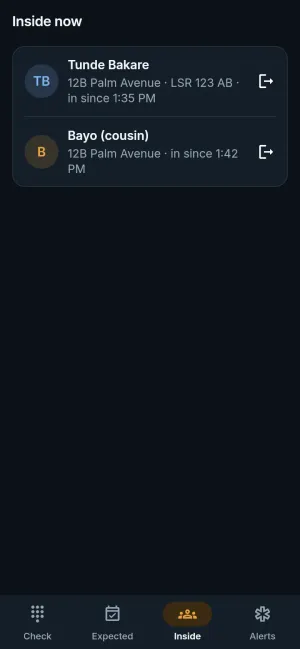 Inside now
TB
Tunde Bakare
12B Palm Avenue · LSR 123 AB ·
in since 1:35 PM
B
Bayo (cousin)
12B Palm Avenue · in since 1:42
PM
Check
Expected
Inside
Alerts